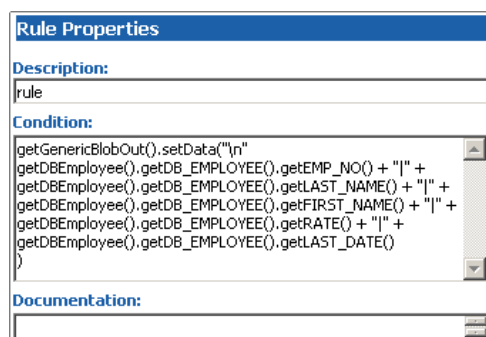 Rule Properties
Description:
rule
Condition:
getGenericBlobOut().setData("\n"
getDBEmployee().getDB_EMPLOYEE().getEMP_NO() + "|" +
getDBEmployee().getDB_EMPLOYEE().getLAST_NAME() + "|" +
getDBEmployee().getDB_EMPLOYEE().getFIRST_NAME() + "|" +
getDBEmployee().getDB_EMPLOYEE().getRATE() + "|" +
getDBEmployee().getDB_EMPLOYEE().getLAST_DATE()
)
Documentation: